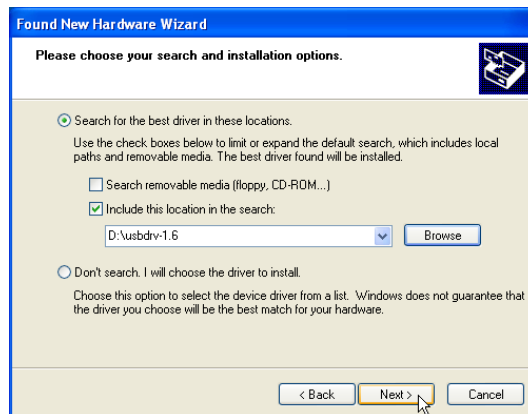 Found New Hardware Wizard
Please choose your search and installation options.
Search for the best driver in these locations.
Use the check boxes below to limit or expand the default search, which includes local
paths and removable media. The best driver found will be installed.
Search removable media (floppy, CD-ROM...)
Include this location in the search:
D:\usbdrv-1.6
Browse
Don't search. I will choose the driver to install.
Choose this option to select the device driver from a list. Windows does not guarantee that
the driver you choose will be the best match for your hardware.
< Back
Next >
Cancel